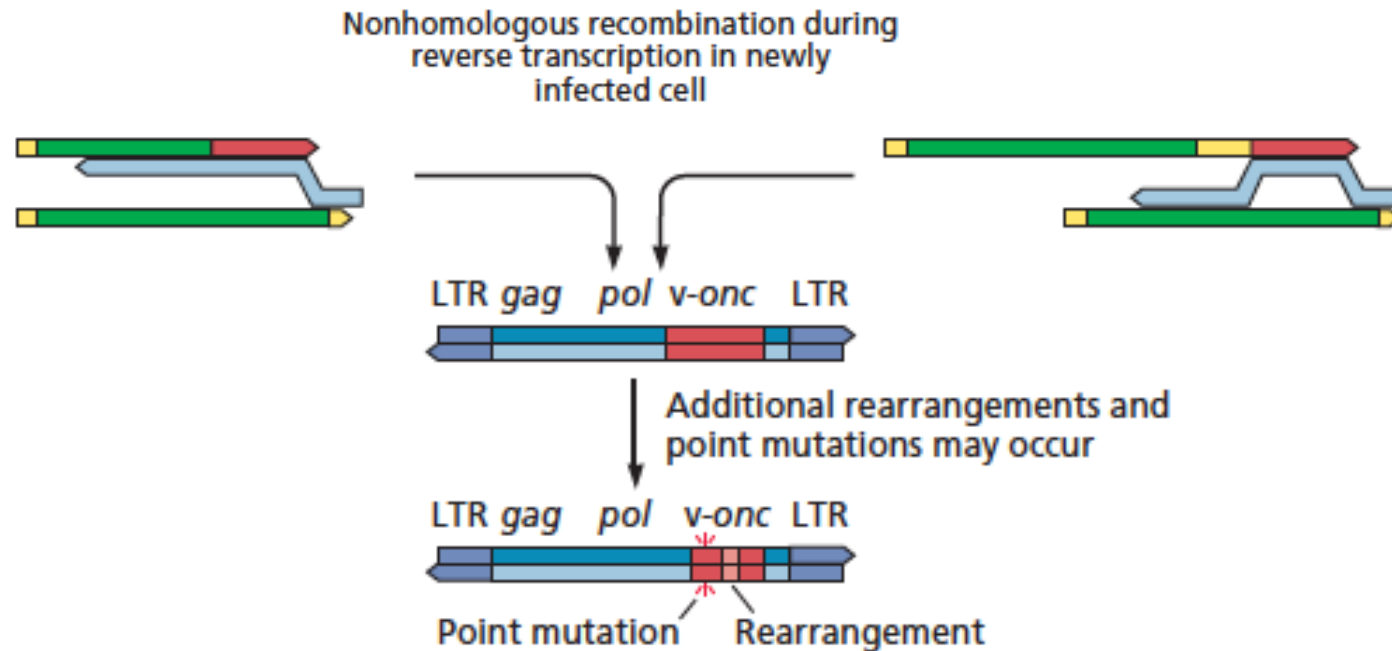 Nonhomologous recombination during
reverse transcription in newly
infected cell
LTR gag pol v-onc LTR
Additional rearrangements and
point mutations may occur
LTR gag pol v-onc LTR
Point mutation Rearrangement